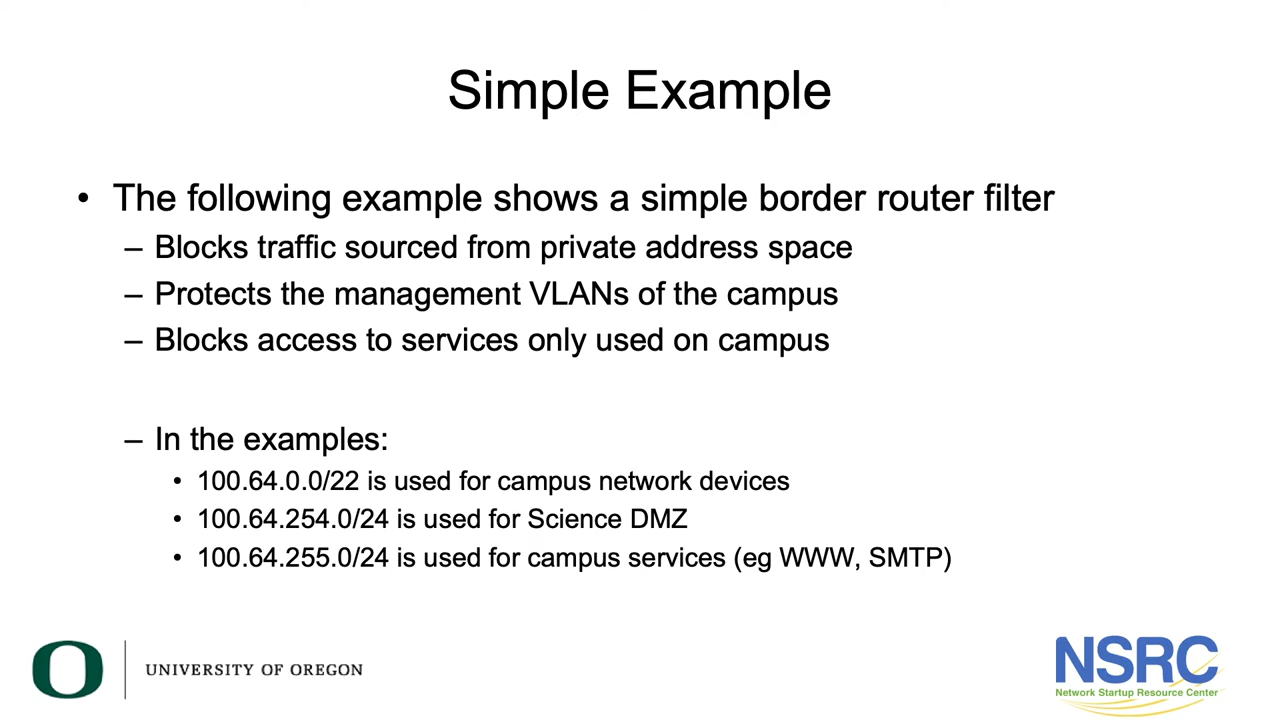 Simple Example
• The following example shows a simple border router filter
– Blocks traffic sourced from private address space
– Protects the management VLANs of the campus
– Blocks access to services only used on campus
– In the examples:
• 100.64.0.0/22 is used for campus network devices
• 100.64.254.0/24 is used for Science DMZ
• 100.64.255.0/24 is used for campus services (eg WWW, SMTP)
O
UNIVERSITY OF OREGON
NSRC
Network Startup Resource Center